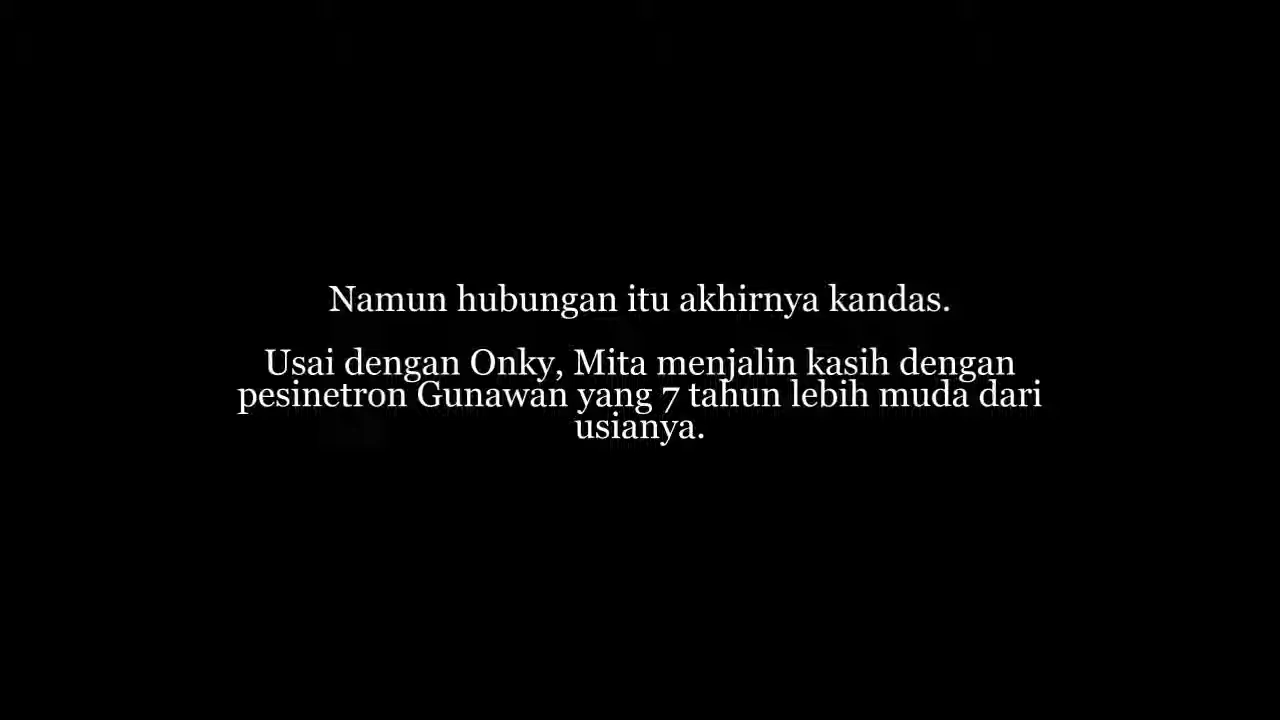 Namun hubungan itu akhirnya kandas.
Usai dengan Onky, Mita menjalin kasih dengan
pesinetron Gunawan yang 7 tahun lebih muda dari
usianya.